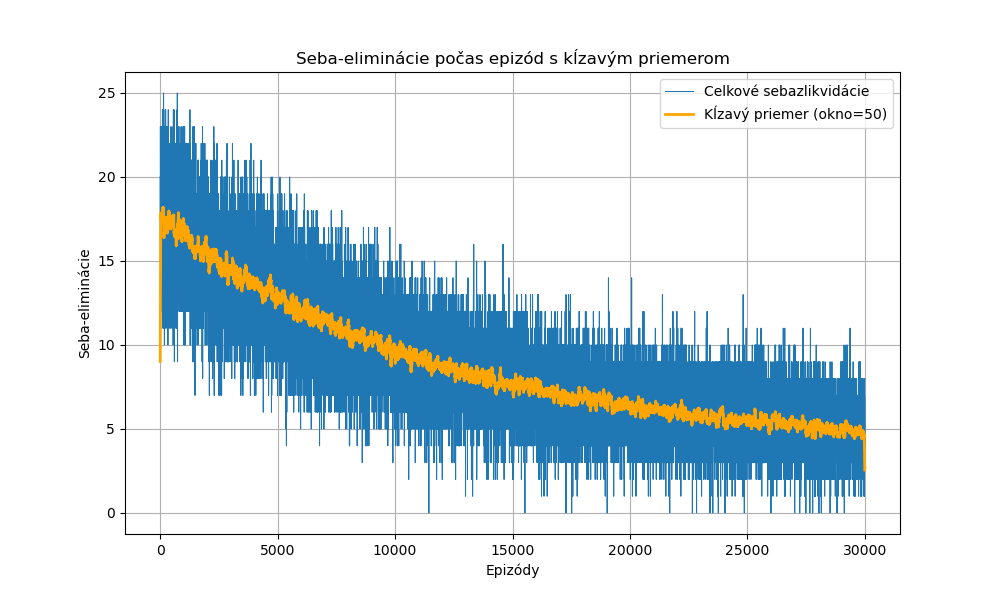 Seba-eliminácie počas epizód s kĺzavým priemerom
Celkové sebazlikvidácie
Kĺzavý priemer (okno=50)
Seba-eliminácie
25
20
15
10
5
0
0 5000 10000 15000 20000 25000 30000
Epizódy